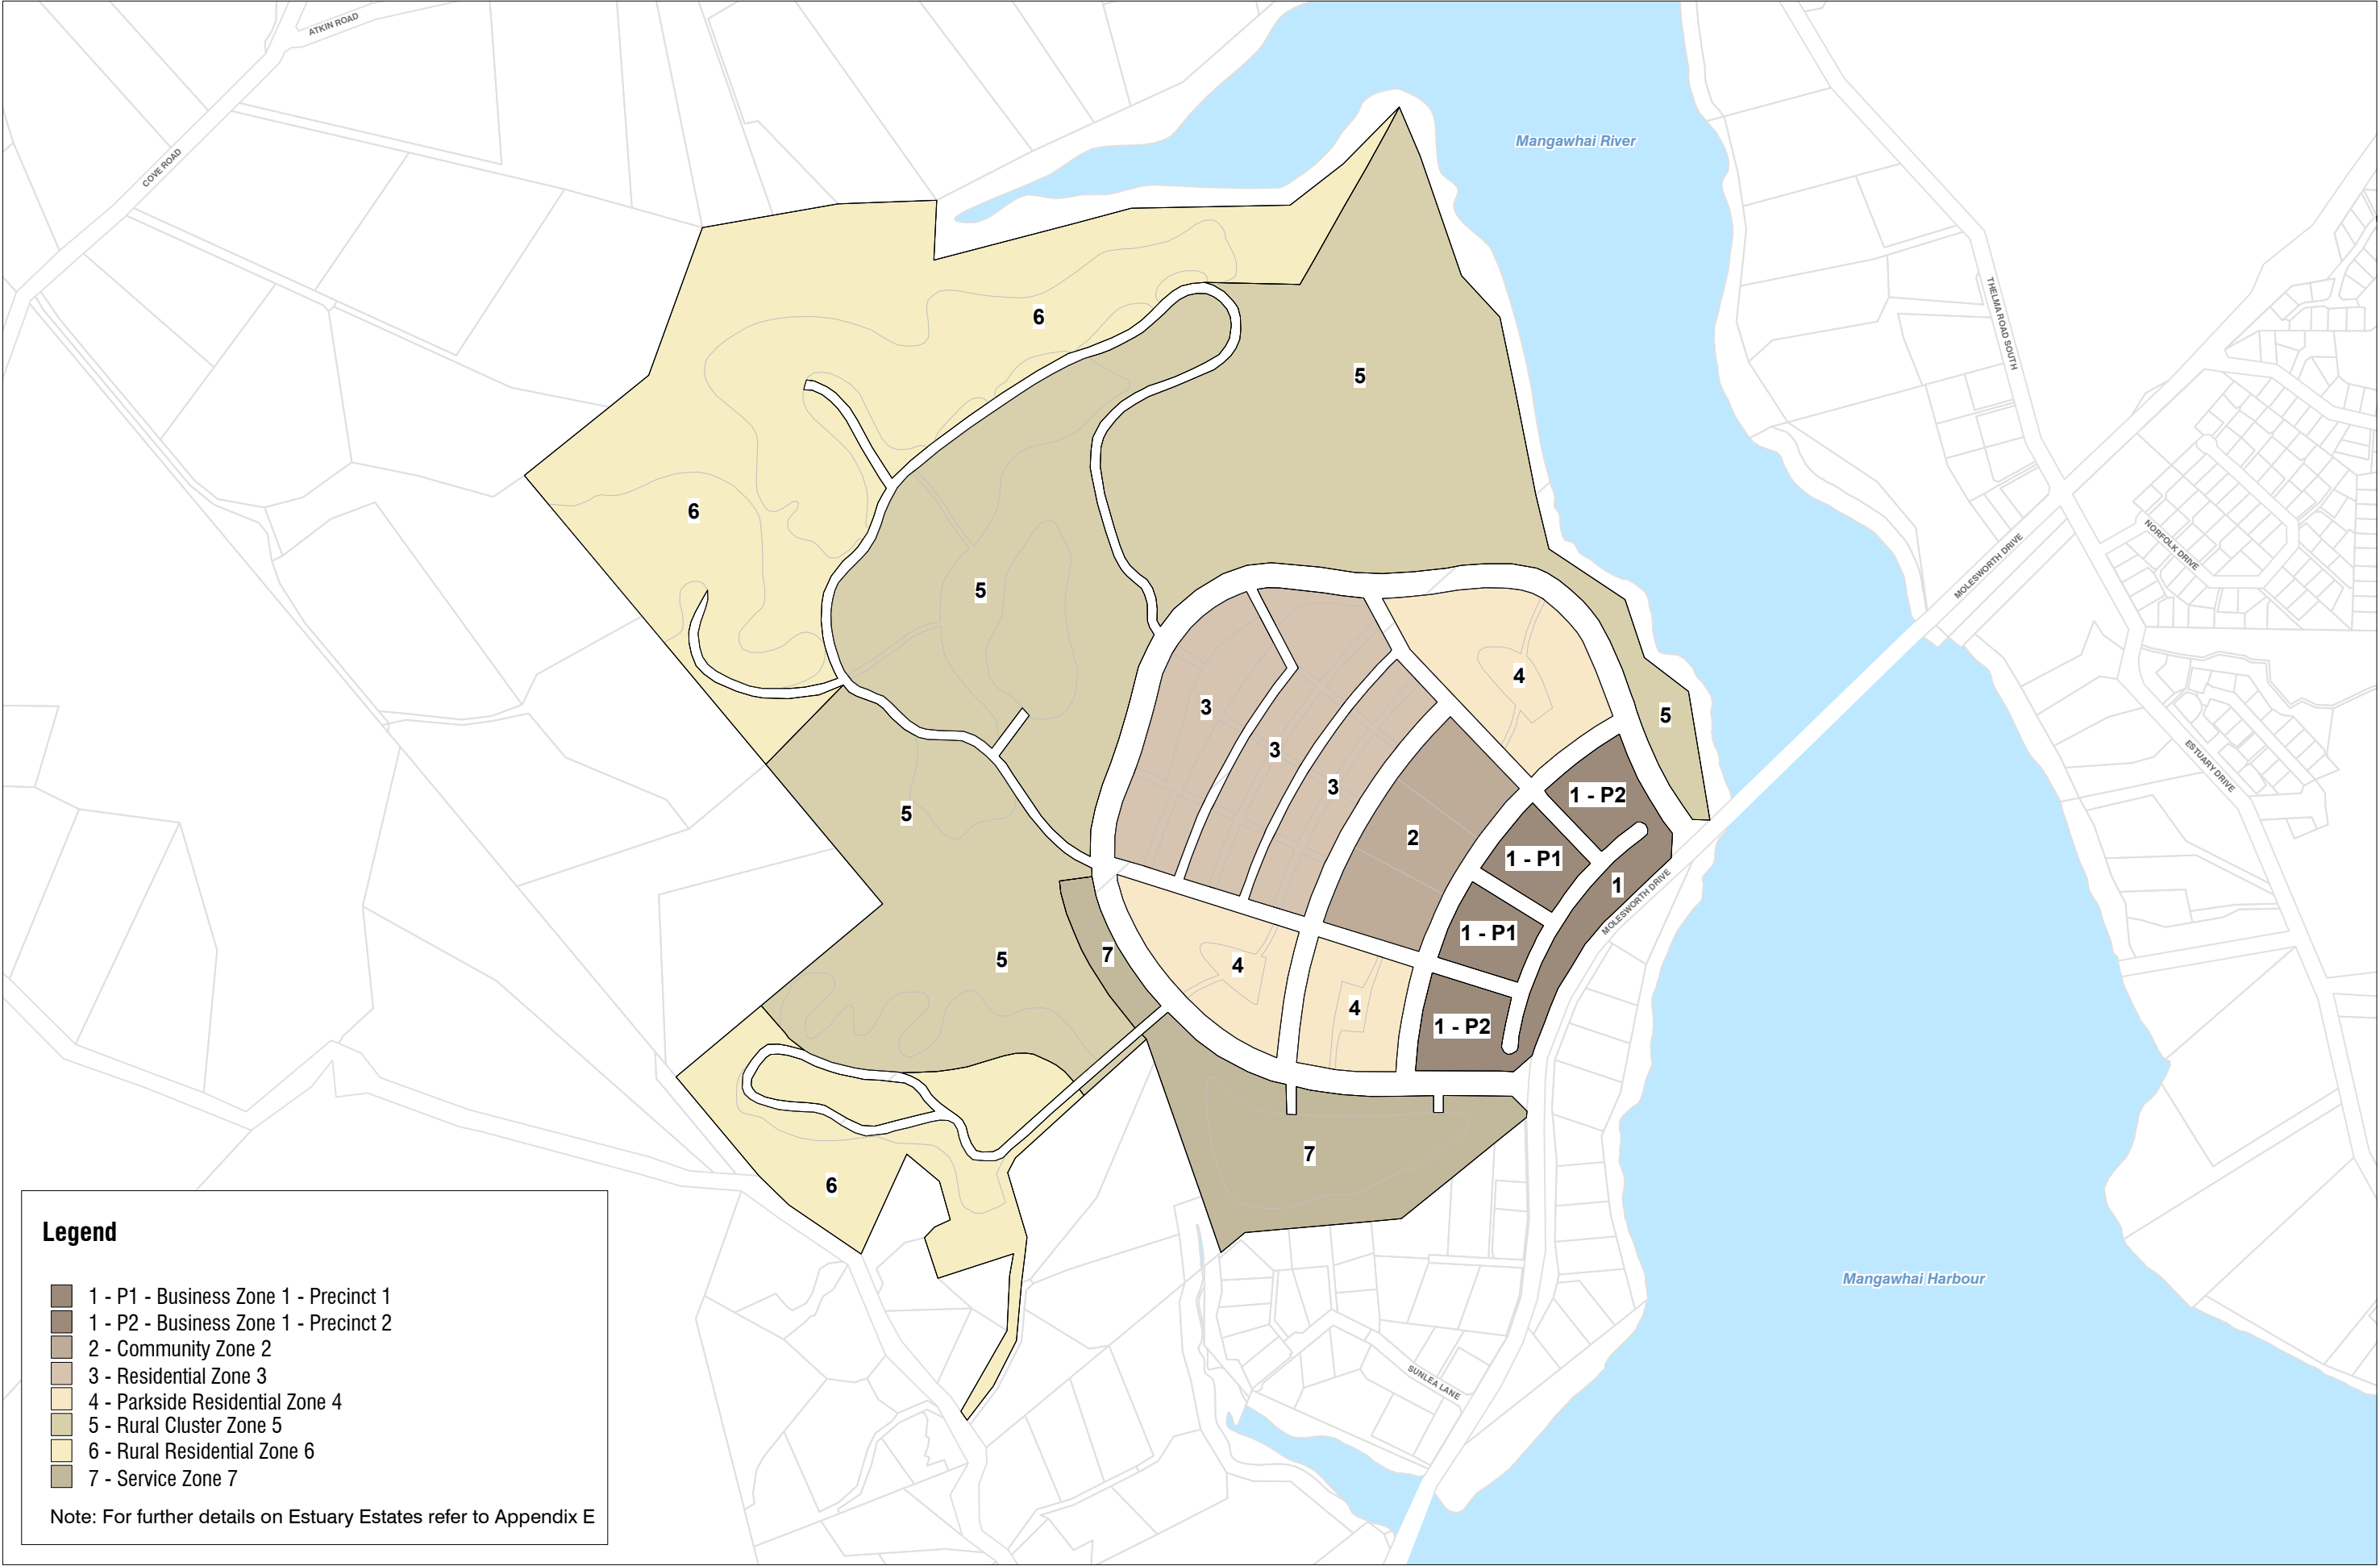 ATKIN ROAD
Mangawhai River
COVE ROAD
6
THELMA ROAD SOUTH
5
6
NORFOLK DRIVE
MOLESWORTH DRIVE
5
4
3
5
3
ESTUARY DRIVE
3
1 - P2
5
2
1 - P1
1
MOLESWORTH DRIVE
1 - P1
7
5
4
4
1 - P2
7
6
Mangawhai Harbour
SUNLEA LANE
Legend
1 - P1 - Business Zone 1 - Precinct 1
1 - P2 - Business Zone 1 - Precinct 2
2 - Community Zone 2
3 - Residential Zone 3
4 - Parkside Residential Zone 4
5 - Rural Cluster Zone 5
6 - Rural Residential Zone 6
7 - Service Zone 7
Note: For further details on Estuary Estates refer to Appendix E